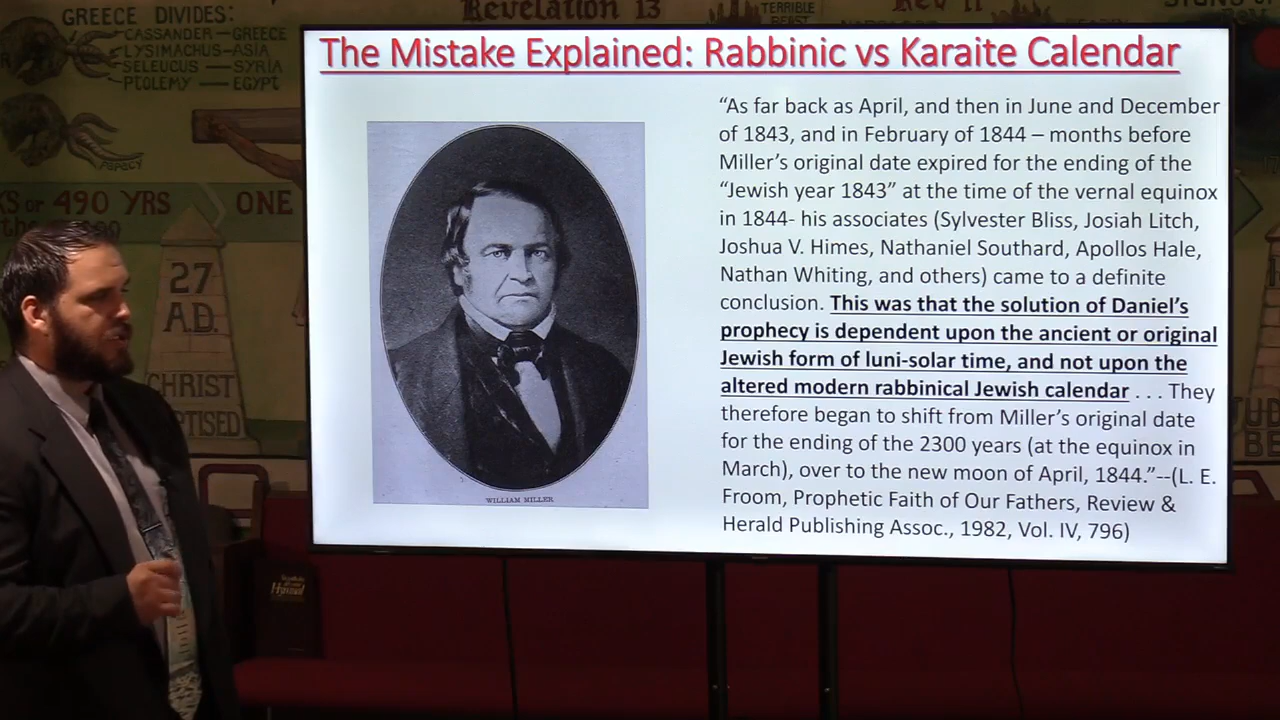 GREECE DIVIDES:
CASSANDER - GREECE
LYSIMACHUS - ASIA
SELEUCUS - SYRIA
PTOLEMY - EGYPT
PAPACY
490 YRS
ONE
27
A.D.
CHRIST
Revelation 13
TERRIBLE
BEAST
Rev 11
The Mistake Explained: Rabbinic vs Karaite Calendar
WILLIAM MILLER
“As far back as April, and then in June and December
of 1843, and in February of 1844 – months before
Miller’s original date expired for the ending of the
“Jewish year 1843” at the time of the vernal equinox
in 1844- his associates (Sylvester Bliss, Josiah Litch,
Joshua V. Himes, Nathaniel Southard, Apollos Hale,
Nathan Whiting, and others) came to a definite
conclusion. This was that the solution of Daniel’s
prophecy is dependent upon the ancient or original
Jewish form of luni-solar time, and not upon the
altered modern rabbinical Jewish calendar . . . They
therefore began to shift from Miller’s original date
for the ending of the 2300 years (at the equinox in
March), over to the new moon of April, 1844.”--(L. E.
Froom, Prophetic Faith of Our Fathers, Review &
Herald Publishing Assoc., 1982, Vol. IV, 796)
Hymnal